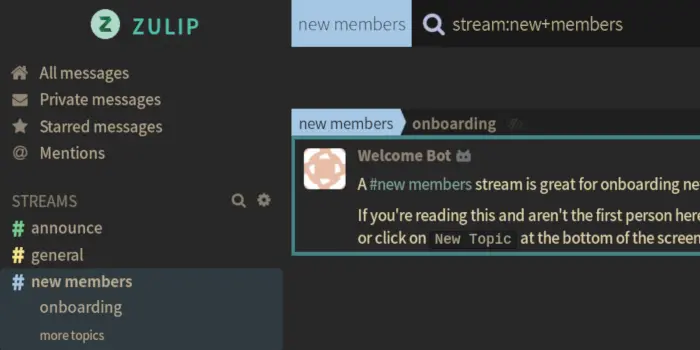 ZULIP
new members
stream:new+members
All messages
Private messages
Starred messages
@ Mentions
STREAMS
# announce
# general
# new members
onboarding
more topics
new members onboarding
Welcome Bot
A #new members stream is great for onboarding ne
If you're reading this and aren't the first person here
or click on New Topic at the bottom of the screen